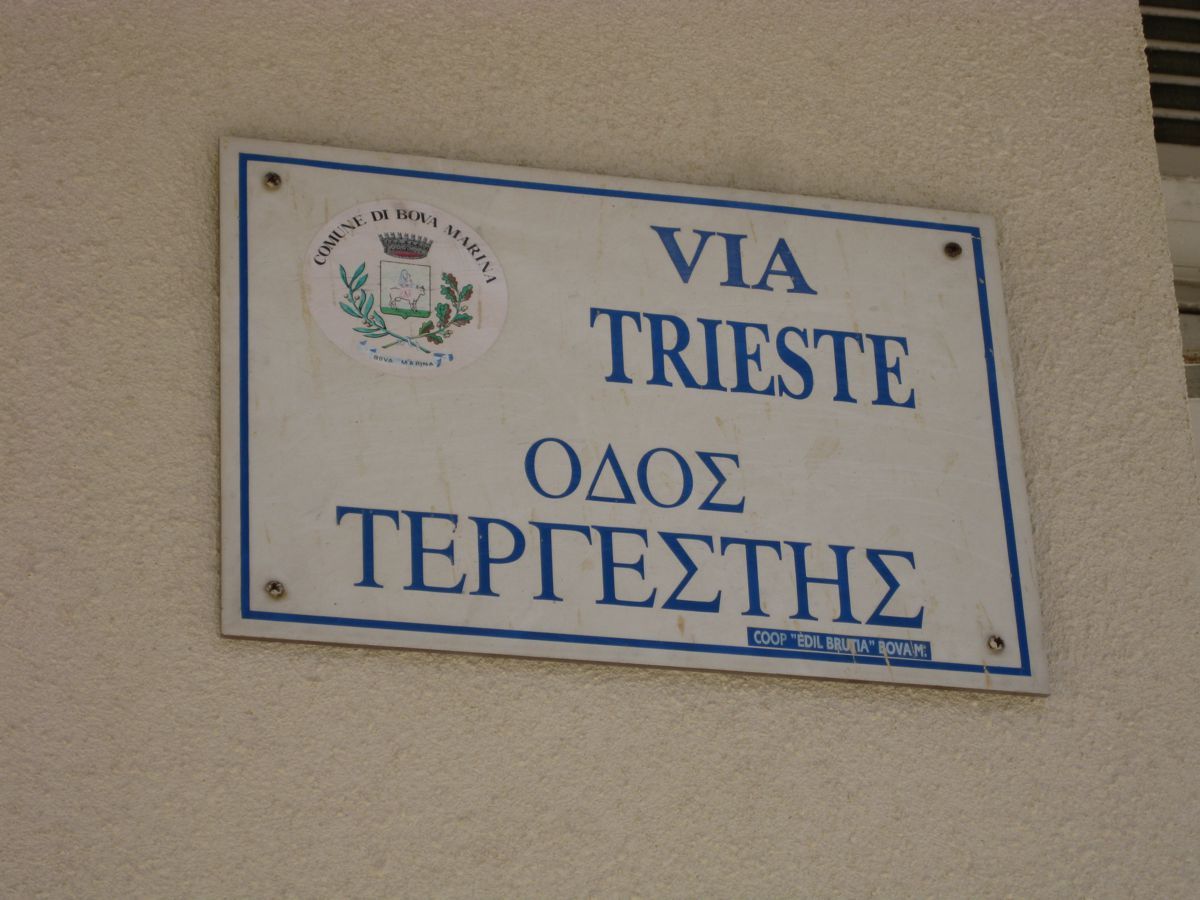 COMUNE DI BOVA MARINA
BOVA MARINA
VIA
TRIESTE
ΟΔΟΣ
ΤΕΡΓΕΣΤΗΣ
COOP "EDIL BRUTIA" BOVA M.